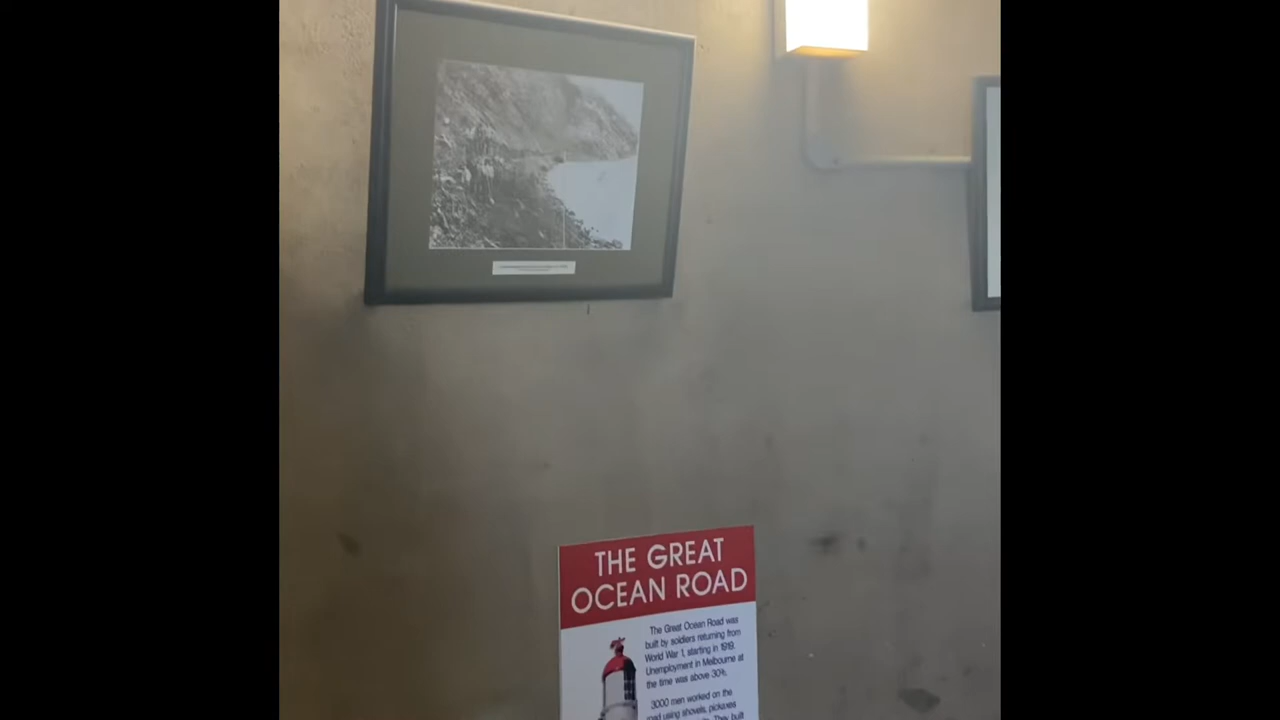 THE GREAT
OCEAN ROAD
The Great Ocean Road was
built by soldiers returning from
World War 1, starting in 1919.
Unemployment in Melbourne at
the time was above 30%.
3000 men worked on the
road using shovels, pickaxes
They built